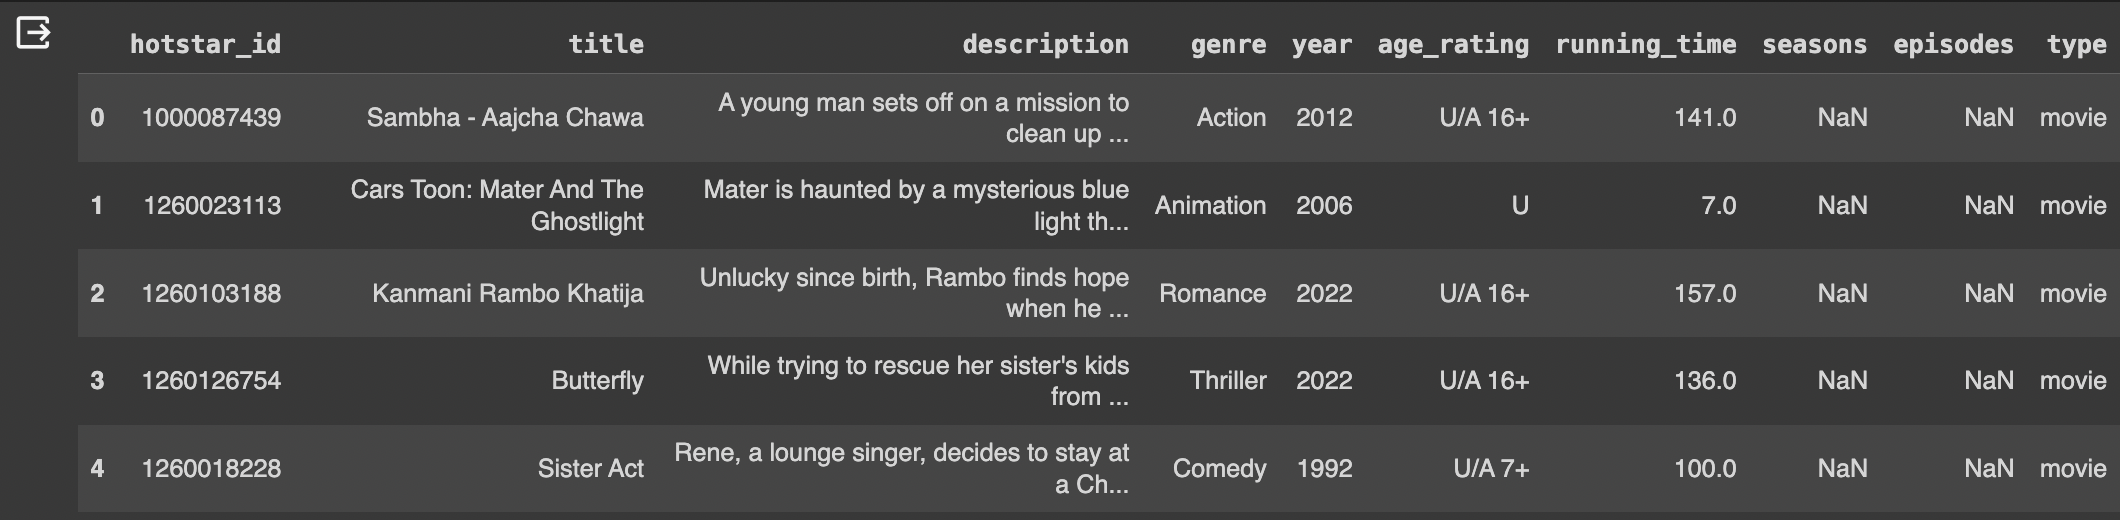 hotstar_id title description genre year age_rating running_time seasons episodes type
0 1000087439 Sambha - Aajcha Chawa A young man sets off on a mission to clean up ... Action 2012 U/A 16+ 141.0 NaN NaN movie
1 1260023113 Cars Toon: Mater And The Ghostlight Mater is haunted by a mysterious blue light th... Animation 2006 U 7.0 NaN NaN movie
2 1260103188 Kanmani Rambo Khatija Unlucky since birth, Rambo finds hope when he ... Romance 2022 U/A 16+ 157.0 NaN NaN movie
3 1260126754 Butterfly While trying to rescue her sister's kids from ... Thriller 2022 U/A 16+ 136.0 NaN NaN movie
4 1260018228 Sister Act Rene, a lounge singer, decides to stay at a Ch... Comedy 1992 U/A 7+ 100.0 NaN NaN movie